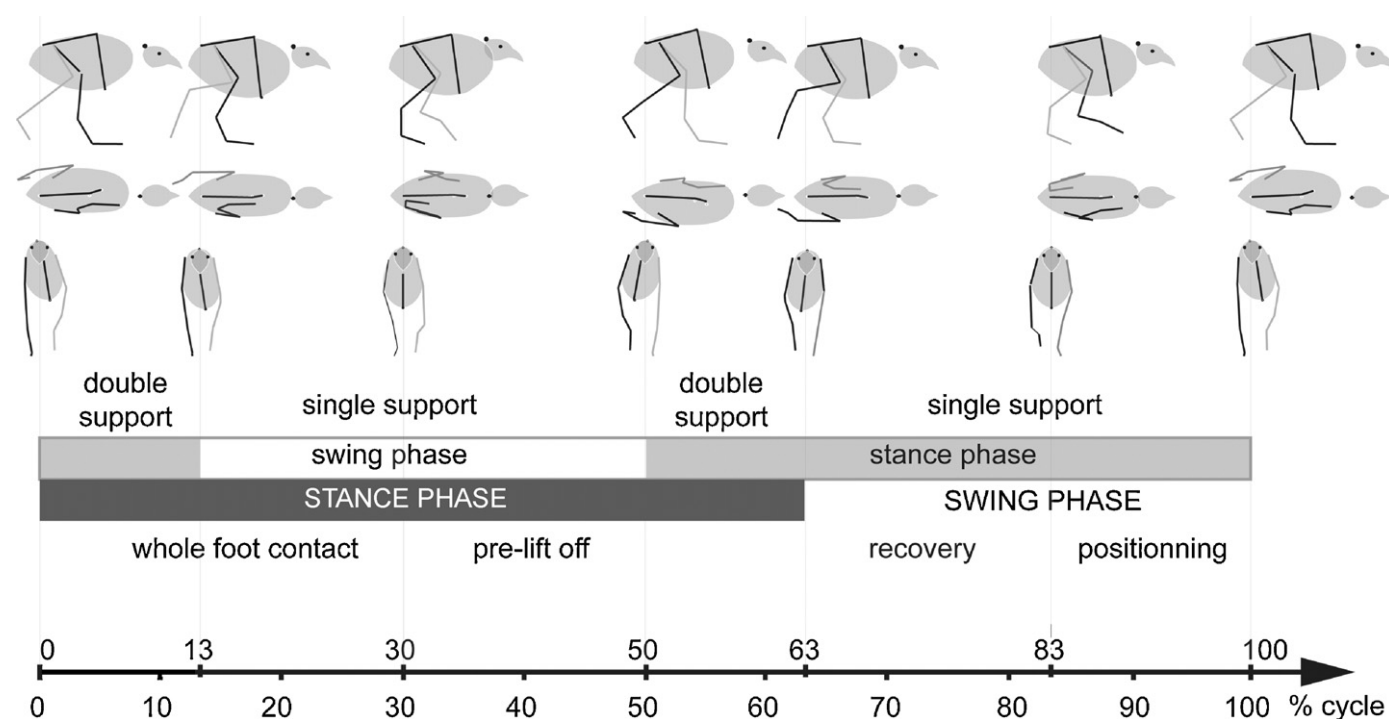 double double
support single support support single support
swing phase stance phase
STANCE PHASE SWING PHASE
whole foot contact pre-lift off recovery positionning
0 13 30 50 63 83 100
0 10 20 30 40 50 60 70 80 90 100 % cycle